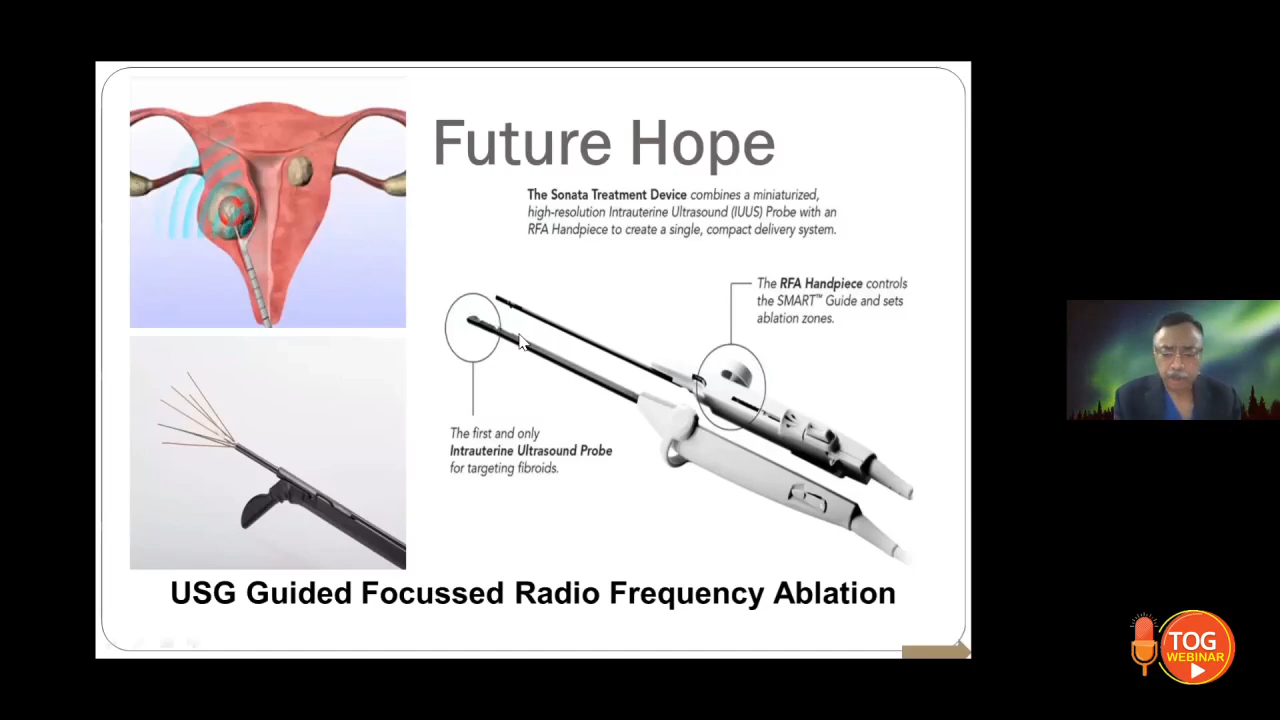 Future Hope
The Sonata Treatment Device combines a miniaturized,
high-resolution Intrauterine Ultrasound (IUUS) Probe with an
RFA Handpiece to create a single, compact delivery system.
The RFA Handpiece controls
the SMART™ Guide and sets
ablation zones.
The first and only
Intrauterine Ultrasound Probe
for targeting fibroids.
USG Guided Focussed Radio Frequency Ablation
TOG
WEBINAR